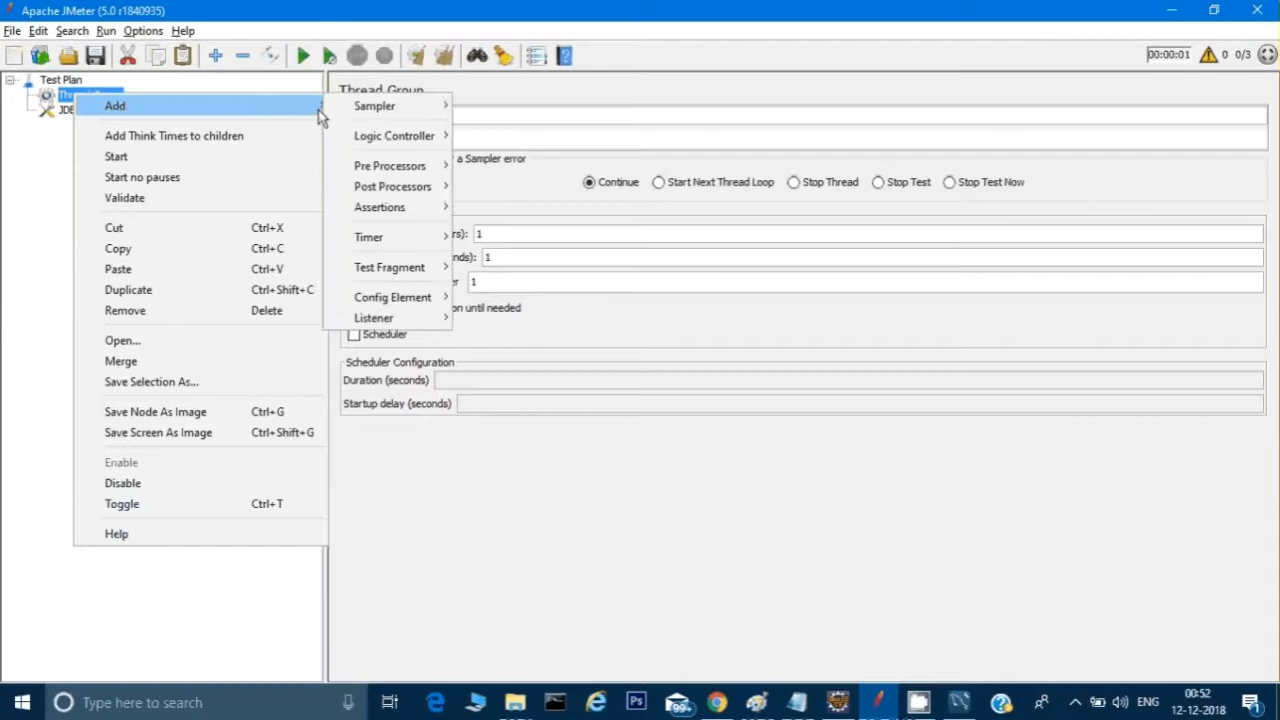 Apache JMeter (5.0 r1840935)
File Edit Search Run Options Help
00:00:01 0 0/3
Test Plan
Thread Group
Add
Add Think Times to children
Start
Start no pauses
Validate
Cut Ctrl+X
Copy Ctrl+C
Paste Ctrl+V
Duplicate Ctrl+Shift+C
Remove Delete
Open...
Merge
Save Selection As...
Save Node As Image Ctrl+G
Save Screen As Image Ctrl+Shift+G
Enable
Disable
Toggle Ctrl+T
Help
Sampler
Logic Controller
Pre Processors
Post Processors
Assertions
Timer
Test Fragment
Config Element
Listener
a Sampler error
Continue Start Next Thread Loop Stop Thread Stop Test Stop Test Now
rs): 1
nds): 1
er 1
on until needed
Scheduler
Scheduler Configuration
Duration (seconds)
Startup delay (seconds)
Type here to search
Ps
99+
ENG
00:52
12-12-2018
1